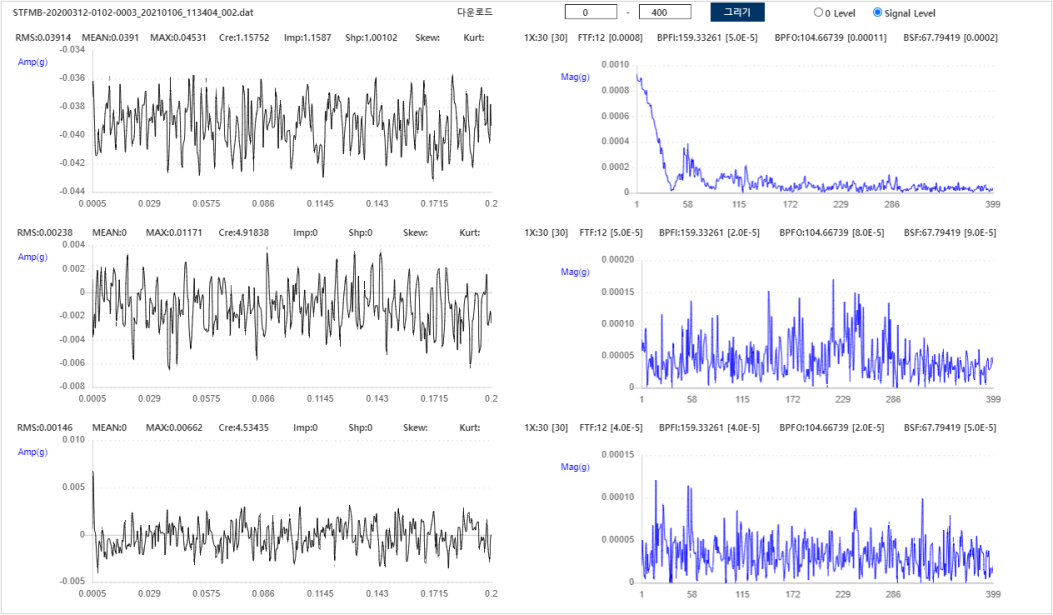 STFMB-20200312-0102-0003_20210106_113404_002.dat 다운로드 0 - 400 그리기 0 Level Signal Level
RMS:0.03914 MEAN:0.0391 MAX:0.04531 Cre:1.15752 Imp:1.1587 Shp:1.00102 Skew: Kurt:
Amp(g)
-0.034
-0.036
-0.038
-0.040
-0.042
-0.044
0.0005 0.029 0.0575 0.086 0.1145 0.143 0.1715 0.2
1X:30 [30] FTF:12 [0.0008] BPFI:159.33261 [5.0E-5] BPFO:104.66739 [0.00011] BSF:67.79419 [0.0002]
Mag(g)
0.0010
0.0008
0.0006
0.0004
0.0002
0
1 58 115 172 229 286 399
RMS:0.00238 MEAN:0 MAX:0.01171 Cre:4.91838 Imp:0 Shp:0 Skew: Kurt:
Amp(g)
0.004
0.002
0
-0.002
-0.004
-0.006
-0.008
0.0005 0.029 0.0575 0.086 0.1145 0.143 0.1715 0.2
1X:30 [30] FTF:12 [5.0E-5] BPFI:159.33261 [2.0E-5] BPFO:104.66739 [8.0E-5] BSF:67.79419 [9.0E-5]
Mag(g)
0.00020
0.00015
0.00010
0.00005
0
1 58 115 172 229 286 399
RMS:0.00146 MEAN:0 MAX:0.00662 Cre:4.53435 Imp:0 Shp:0 Skew: Kurt:
Amp(g)
0.010
0.005
0
-0.005
0.0005 0.029 0.0575 0.086 0.1145 0.143 0.1715 0.2
1X:30 [30] FTF:12 [4.0E-5] BPFI:159.33261 [4.0E-5] BPFO:104.66739 [2.0E-5] BSF:67.79419 [5.0E-5]
Mag(g)
0.00015
0.00010
0.00005
0
1 58 115 172 229 286 399